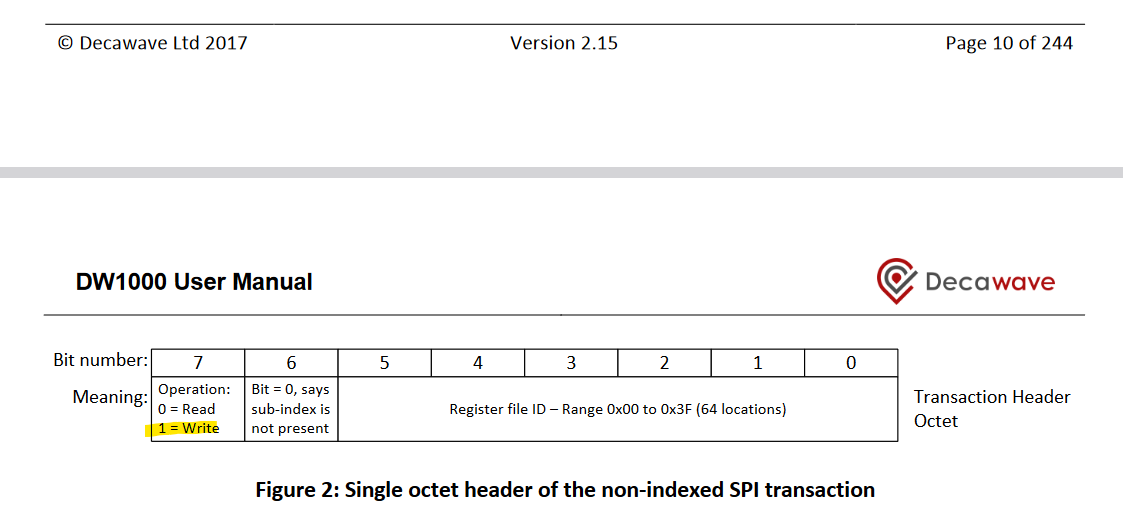 © Decawave Ltd 2017 Version 2.15 Page 10 of 244
DW1000 User Manual
Decawave
Bit number: 7 6 5 4 3 2 1 0
Meaning:
Operation:
0 = Read
1 = Write
Bit = 0, says
sub-index is
not present
Register file ID – Range 0x00 to 0x3F (64 locations)
Transaction Header
Octet
Figure 2: Single octet header of the non-indexed SPI transaction